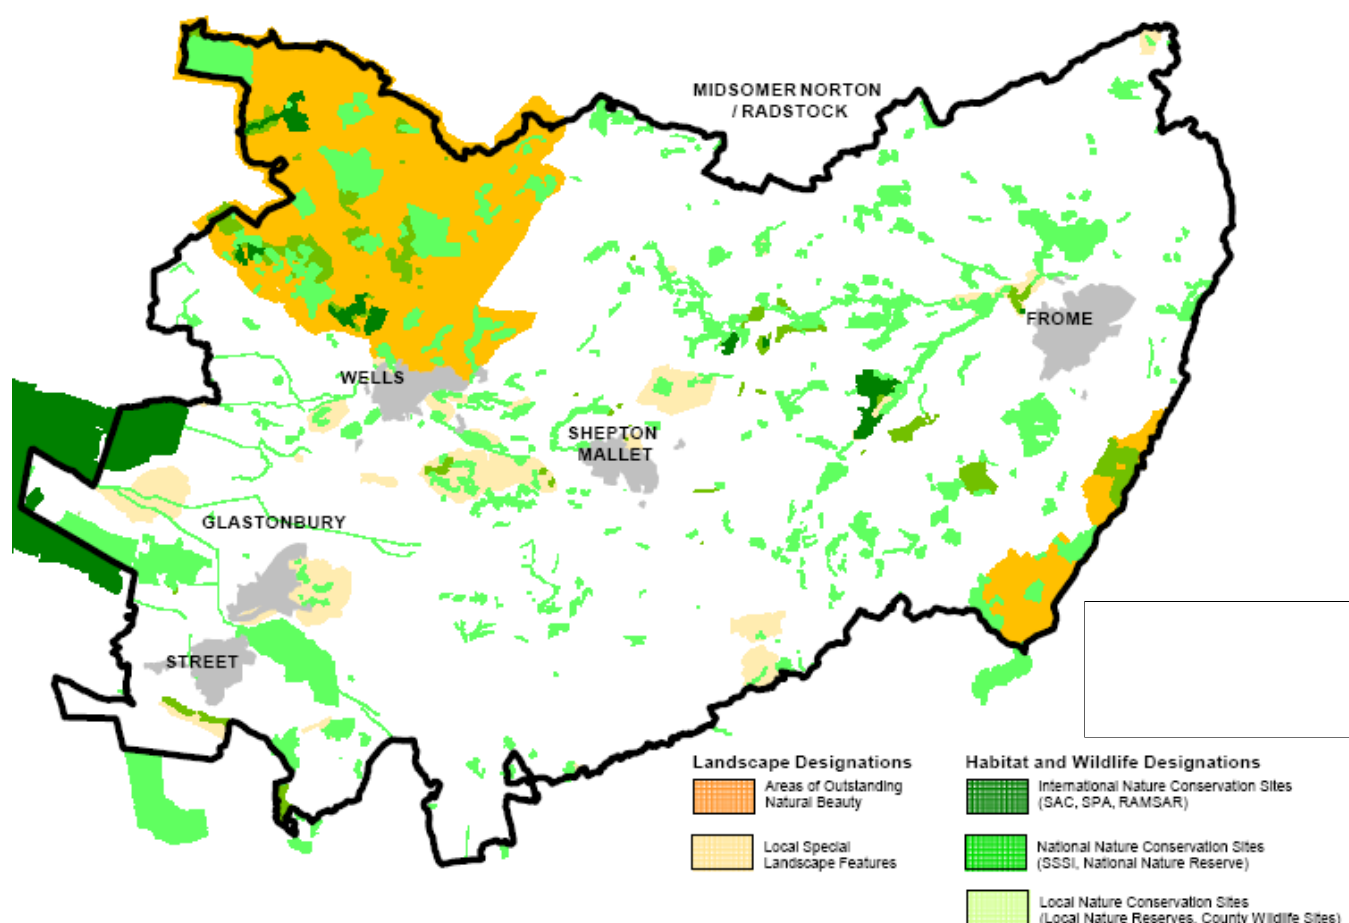 MIDSOMER NORTON
/ RADSTOCK
FROME
WELLS
SHEPTON
MALLET
GLASTONBURY
STREET
Landscape Designations
Areas of Outstanding
Natural Beauty
Local Special
Landscape Features
Habitat and Wildlife Designations
International Nature Conservation Sites
(SAC, SPA, RAMSAR)
National Nature Conservation Sites
(SSSI, National Nature Reserve)
Local Nature Conservation Sites
(Local Nature Reserves, County Wildlife Sites)